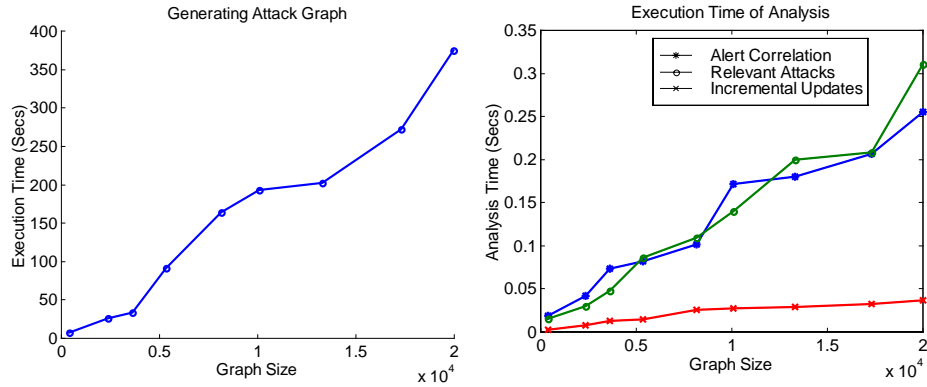 Generating Attack Graph
Execution Time (Secs)
400
350
300
250
200
150
100
50
0
0
0.5
1
1.5
2
x 10^4
Graph Size
Execution Time of Analysis
Analysis Time (Secs)
0.35
0.3
0.25
0.2
0.15
0.1
0.05
0
Alert Correlation
Relevant Attacks
Incremental Updates
0
0.5
1
1.5
2
x 10^4
Graph Size